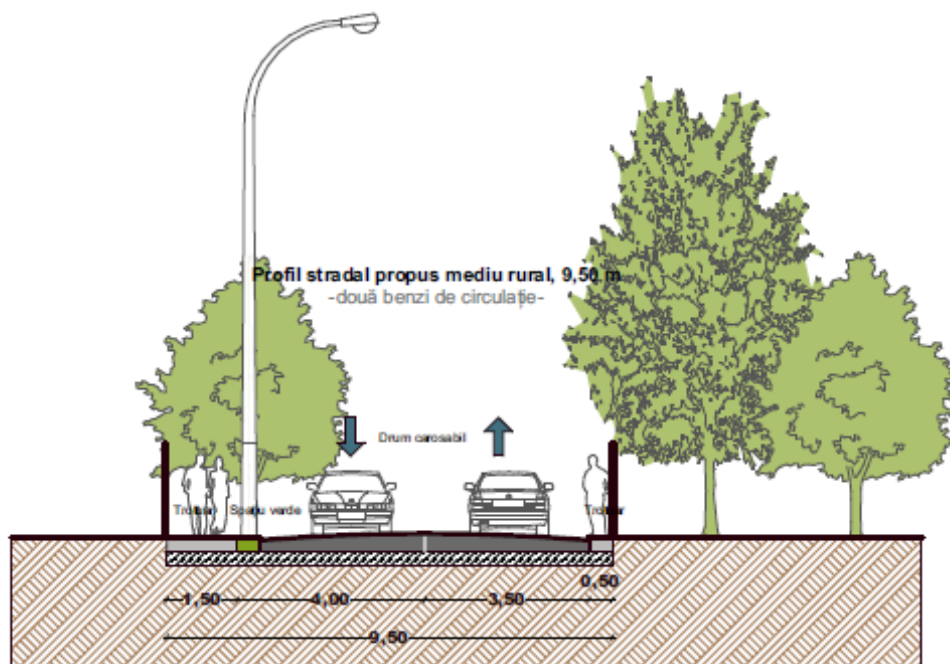 Profil stradal propus mediu rural, 9,50 m
-două benzi de circulație-
Drum carosabil
Trotuar Spațiu verde Trotuar
0,50
1,50 4,00 3,50
9,50